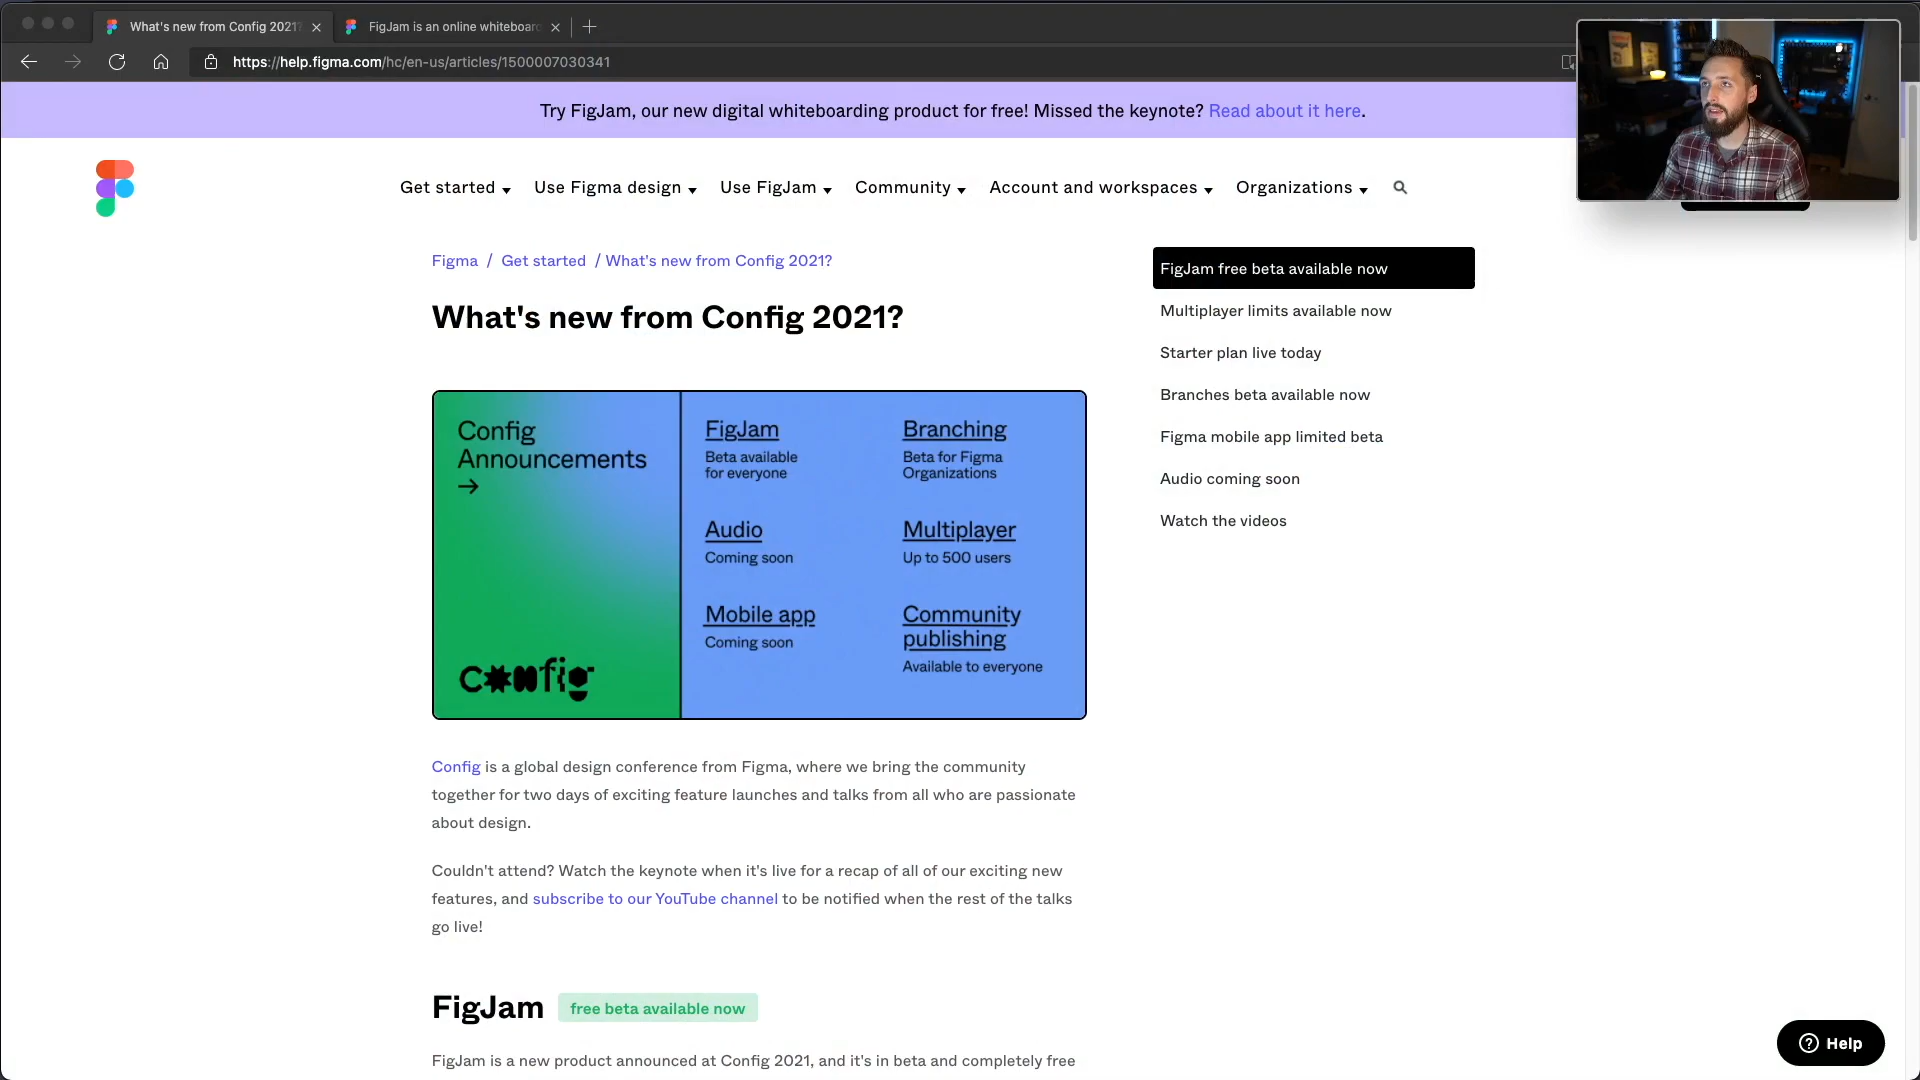 What's new from Config 2021?
FigJam is an online whiteboard
https://help.figma.com/hc/en-us/articles/1500007030341
Try FigJam, our new digital whiteboarding product for free! Missed the keynote? Read about it here.
Get started
Use Figma design
Use FigJam
Community
Account and workspaces
Organizations
Figma / Get started / What's new from Config 2021?
What's new from Config 2021?
Config
Announcements
→
Config
FigJam
Beta available
for everyone
Branching
Beta for Figma
Organizations
Audio
Coming soon
Multiplayer
Up to 500 users
Mobile app
Coming soon
Community
publishing
Available to everyone
Config is a global design conference from Figma, where we bring the community
together for two days of exciting feature launches and talks from all who are passionate
about design.
Couldn't attend? Watch the keynote when it's live for a recap of all of our exciting new
features, and subscribe to our YouTube channel to be notified when the rest of the talks
go live!
FigJam free beta available now
FigJam is a new product announced at Config 2021, and it's in beta and completely free
FigJam free beta available now
Multiplayer limits available now
Starter plan live today
Branches beta available now
Figma mobile app limited beta
Audio coming soon
Watch the videos
? Help